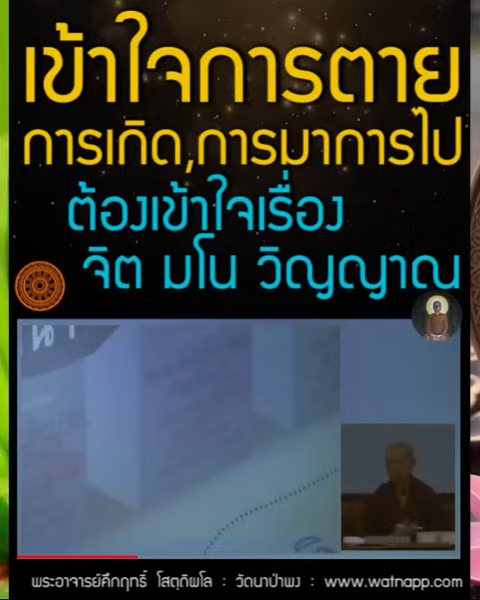 เข้าใจการตาย
การเกิด,การมาการไป
ต้องเข้าใจเรื่อง
จิต มโน วิญญาณ
พระอาจารย์คึกฤทธิ์ โสตฺถิผโล : วัดนาป่าพง : www.watnapp.com